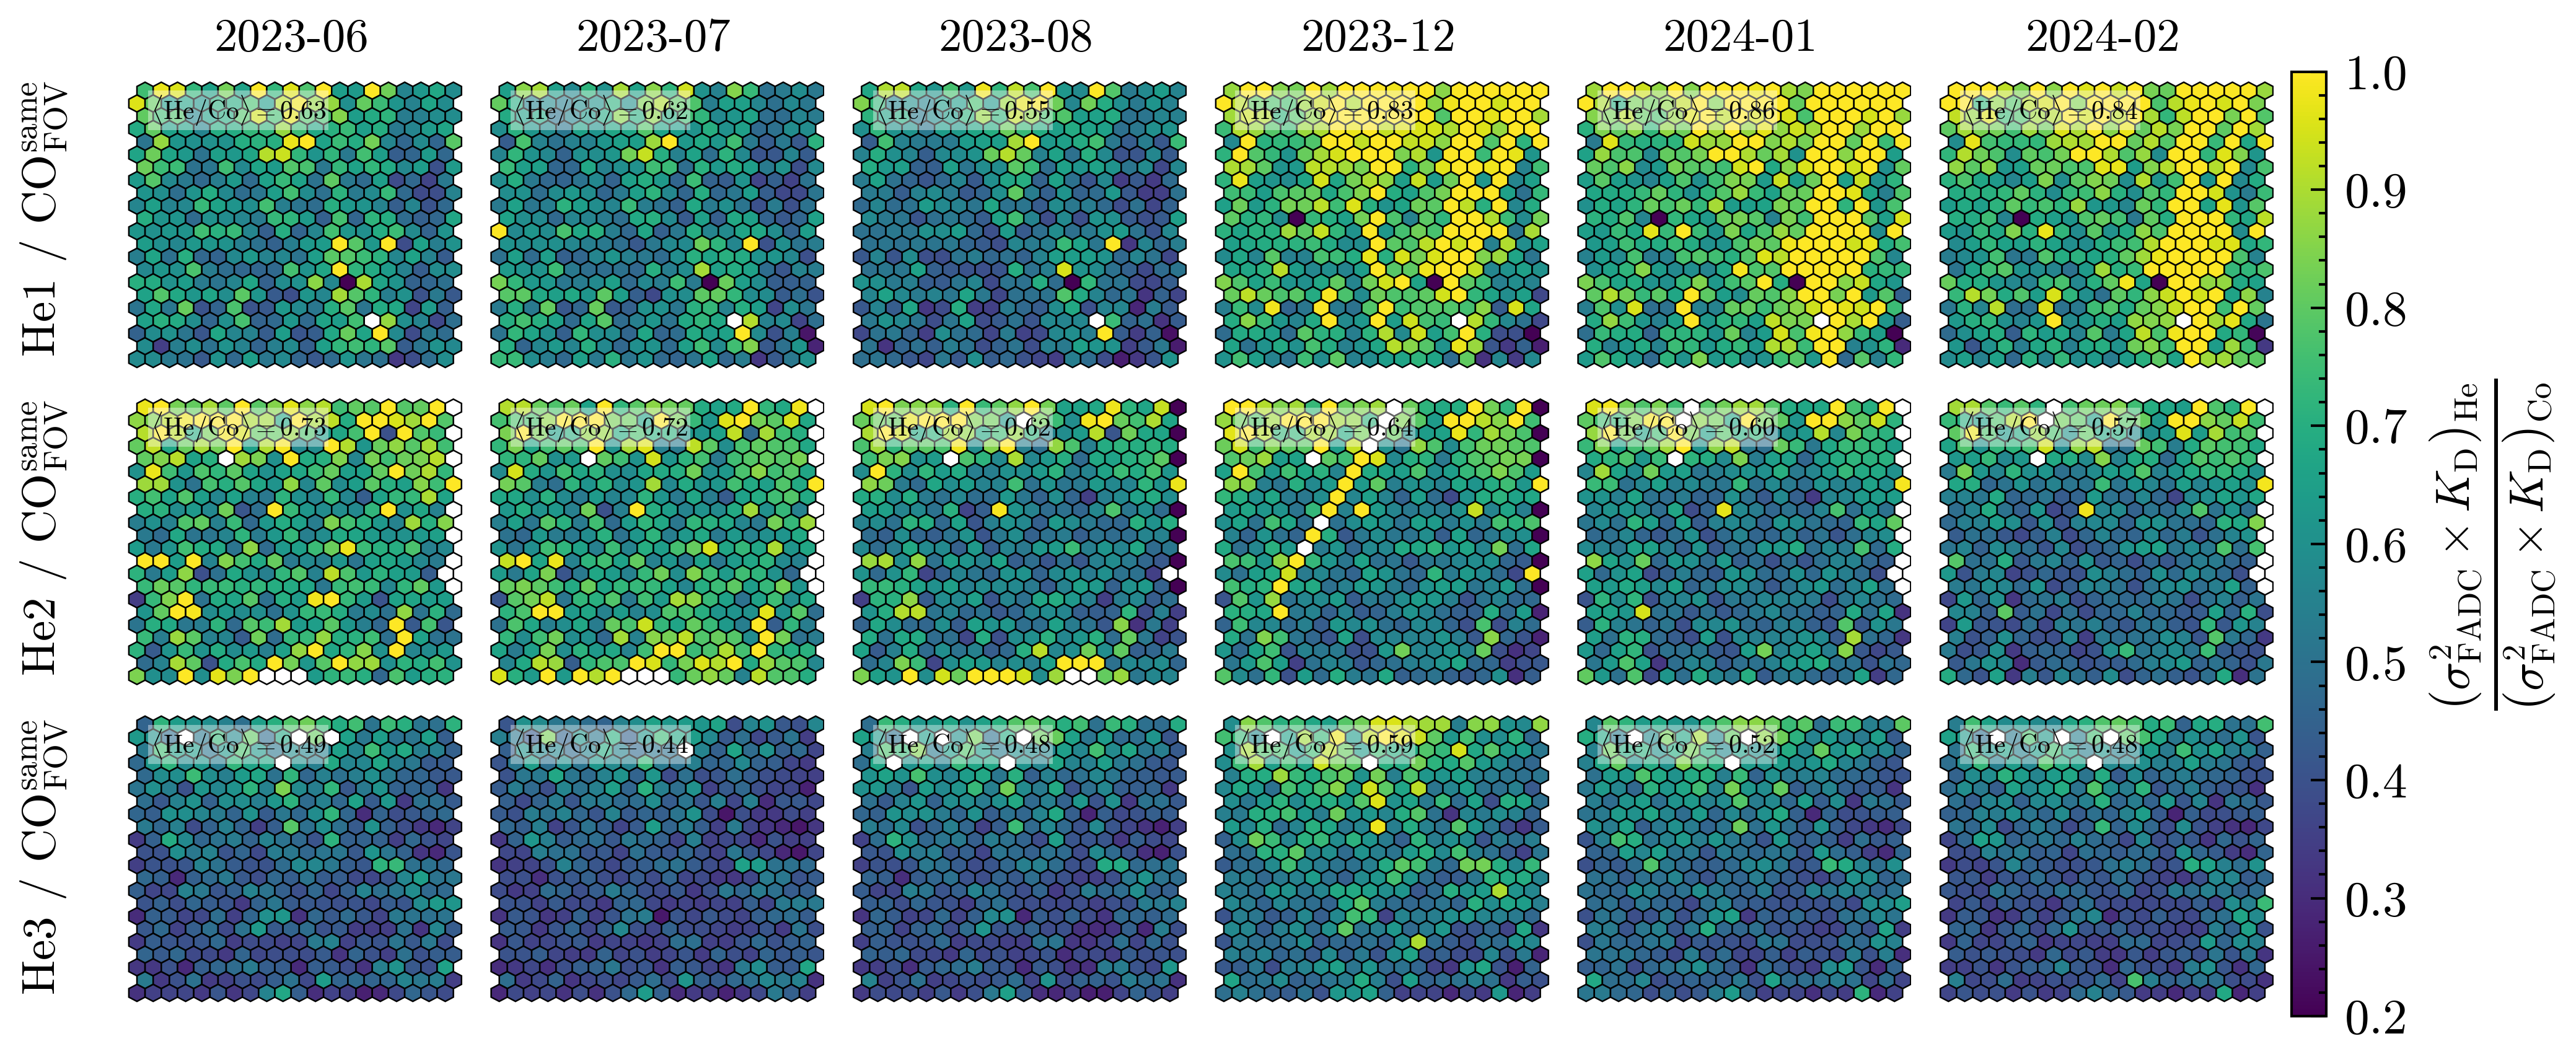 2023-06 2023-07 2023-08 2023-12 2024-01 2024-02
He1 / CO^same_FOV
⟨He/Co⟩ = 0.63 ⟨He/Co⟩ = 0.62 ⟨He/Co⟩ = 0.55 ⟨He/Co⟩ = 0.83 ⟨He/Co⟩ = 0.86 ⟨He/Co⟩ = 0.84
He2 / CO^same_FOV
⟨He/Co⟩ = 0.73 ⟨He/Co⟩ = 0.72 ⟨He/Co⟩ = 0.62 ⟨He/Co⟩ = 0.64 ⟨He/Co⟩ = 0.60 ⟨He/Co⟩ = 0.57
He3 / CO^same_FOV
⟨He/Co⟩ = 0.49 ⟨He/Co⟩ = 0.44 ⟨He/Co⟩ = 0.48 ⟨He/Co⟩ = 0.59 ⟨He/Co⟩ = 0.52 ⟨He/Co⟩ = 0.48
1.0
0.9
0.8
0.7
0.6
0.5
0.4
0.3
0.2
(σ²_FADC × K_D)_He
(σ²_FADC × K_D)_Co